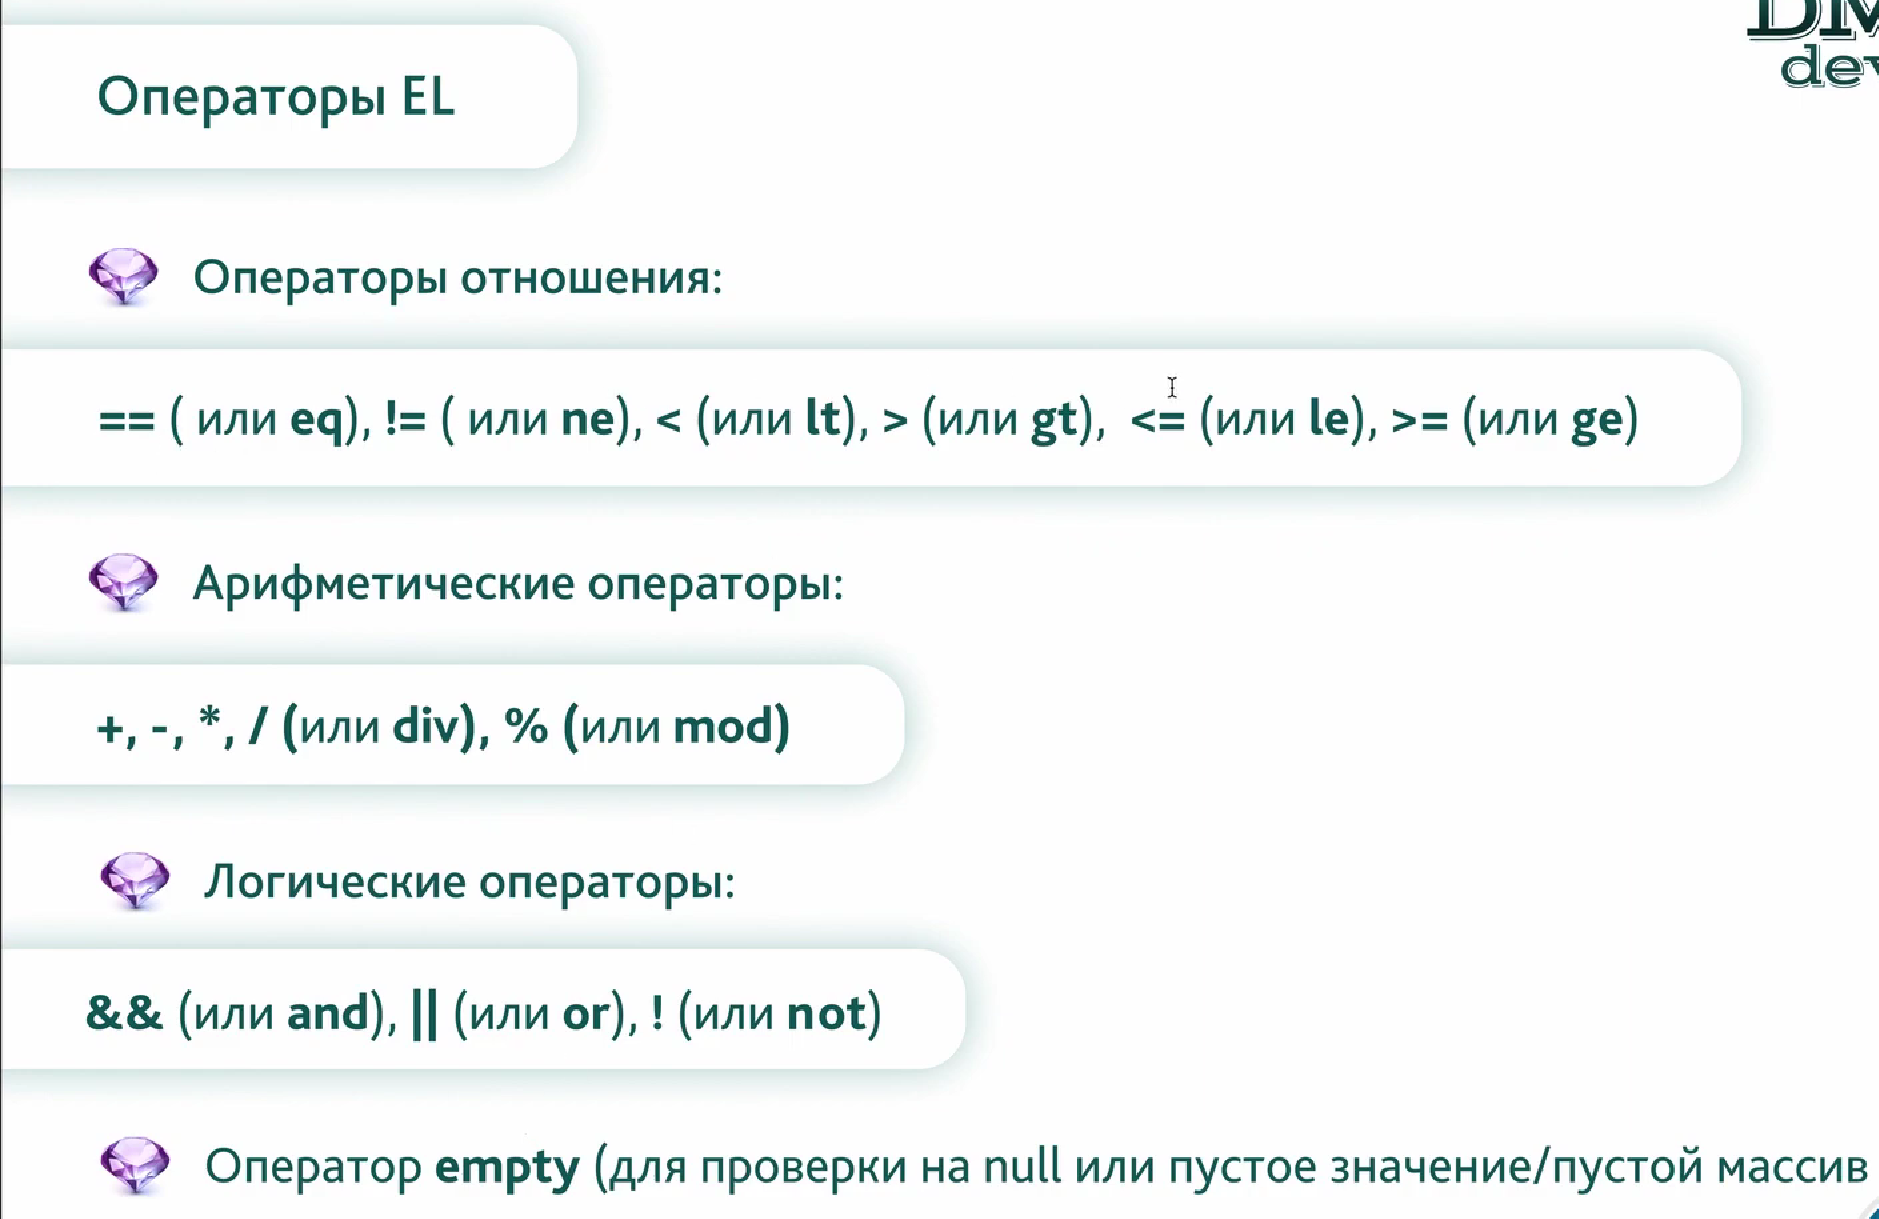 Операторы EL
Операторы отношения:
== ( или eq), != ( или ne), < (или lt), > (или gt), <= (или le), >= (или ge)
Арифметические операторы:
+, -, *, / (или div), % (или mod)
Логические операторы:
&& (или and), || (или or), ! (или not)
Оператор empty (для проверки на null или пустое значение/пустой массив